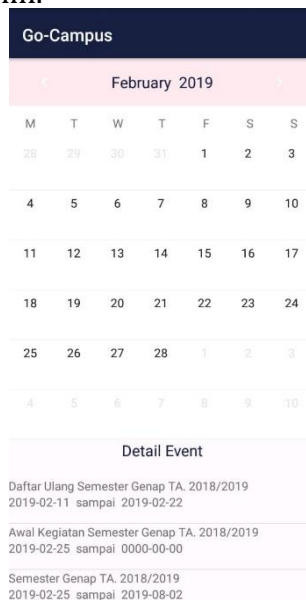 Go-Campus
February 2019
M T W T F S S
28 29 30 31 1 2 3
4 5 6 7 8 9 10
11 12 13 14 15 16 17
18 19 20 21 22 23 24
25 26 27 28 1 2 3
4 5 6 7 8 9 10
Detail Event
Daftar Ulang Semester Genap TA. 2018/2019
2019-02-11 sampai 2019-02-22
Awal Kegiatan Semester Genap TA. 2018/2019
2019-02-25 sampai 0000-00-00
Semester Genap TA. 2018/2019
2019-02-25 sampai 2019-08-02